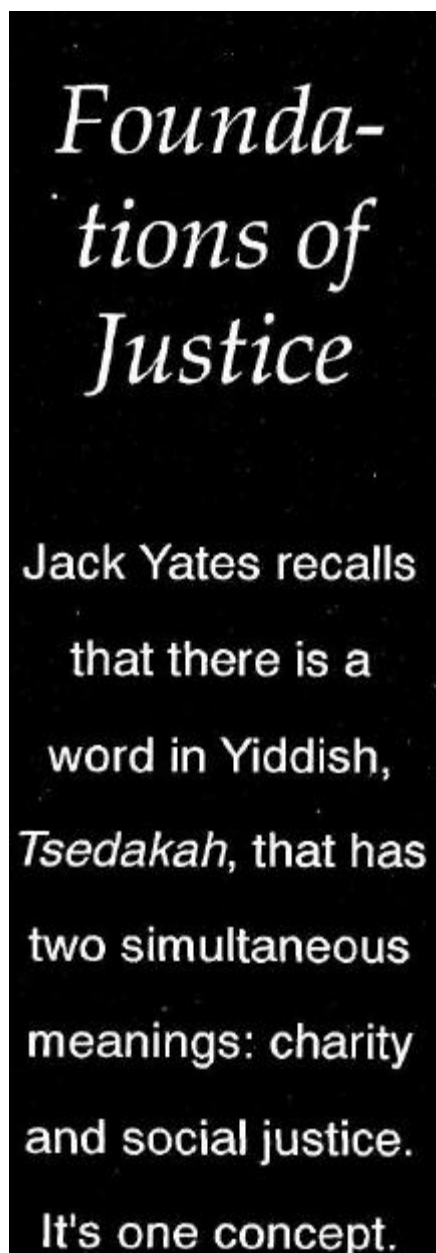 Founda-
tions of
Justice
Jack Yates recalls
that there is a
word in Yiddish,
Tsedakah, that has
two simultaneous
meanings: charity
and social justice.
It's one concept.